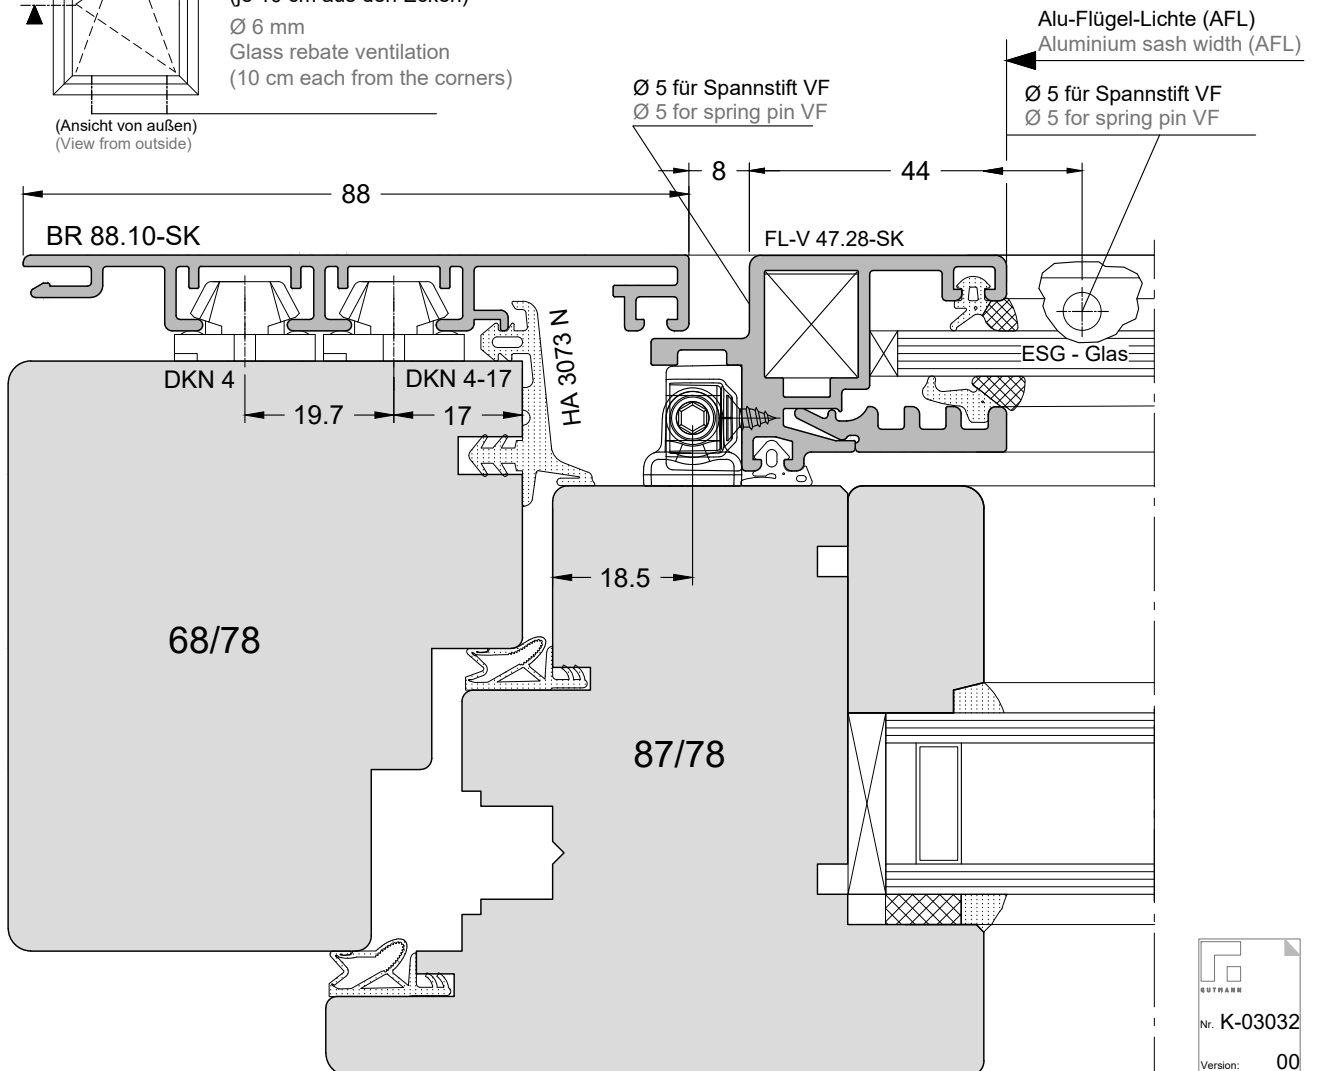 (je 10 cm aus den Ecken)
Ø 6 mm
Glass rebate ventilation
(10 cm each from the corners)
(Ansicht von außen)
(View from outside)
Alu-Flügel-Lichte (AFL)
Aluminium sash width (AFL)
Ø 5 für Spannstift VF
Ø 5 for spring pin VF
Ø 5 für Spannstift VF
Ø 5 for spring pin VF
88
8
44
BR 88.10-SK
FL-V 47.28-SK
HA 3073 N
ESG - Glas
DKN 4
DKN 4-17
19.7
17
18.5
68/78
87/78
GUTMANN
Nr. K-03032
Version: 00